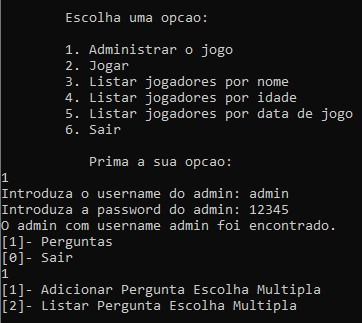 Escolha uma opcao:
1. Administrar o jogo
2. Jogar
3. Listar jogadores por nome
4. Listar jogadores por idade
5. Listar jogadores por data de jogo
6. Sair
Prima a sua opcao:
1
Introduza o username do admin: admin
Introduza a password do admin: 12345
O admin com username admin foi encontrado.
[1]- Perguntas
[0]- Sair
1
[1]- Adicionar Pergunta Escolha Multipla
[2]- Listar Pergunta Escolha Multipla